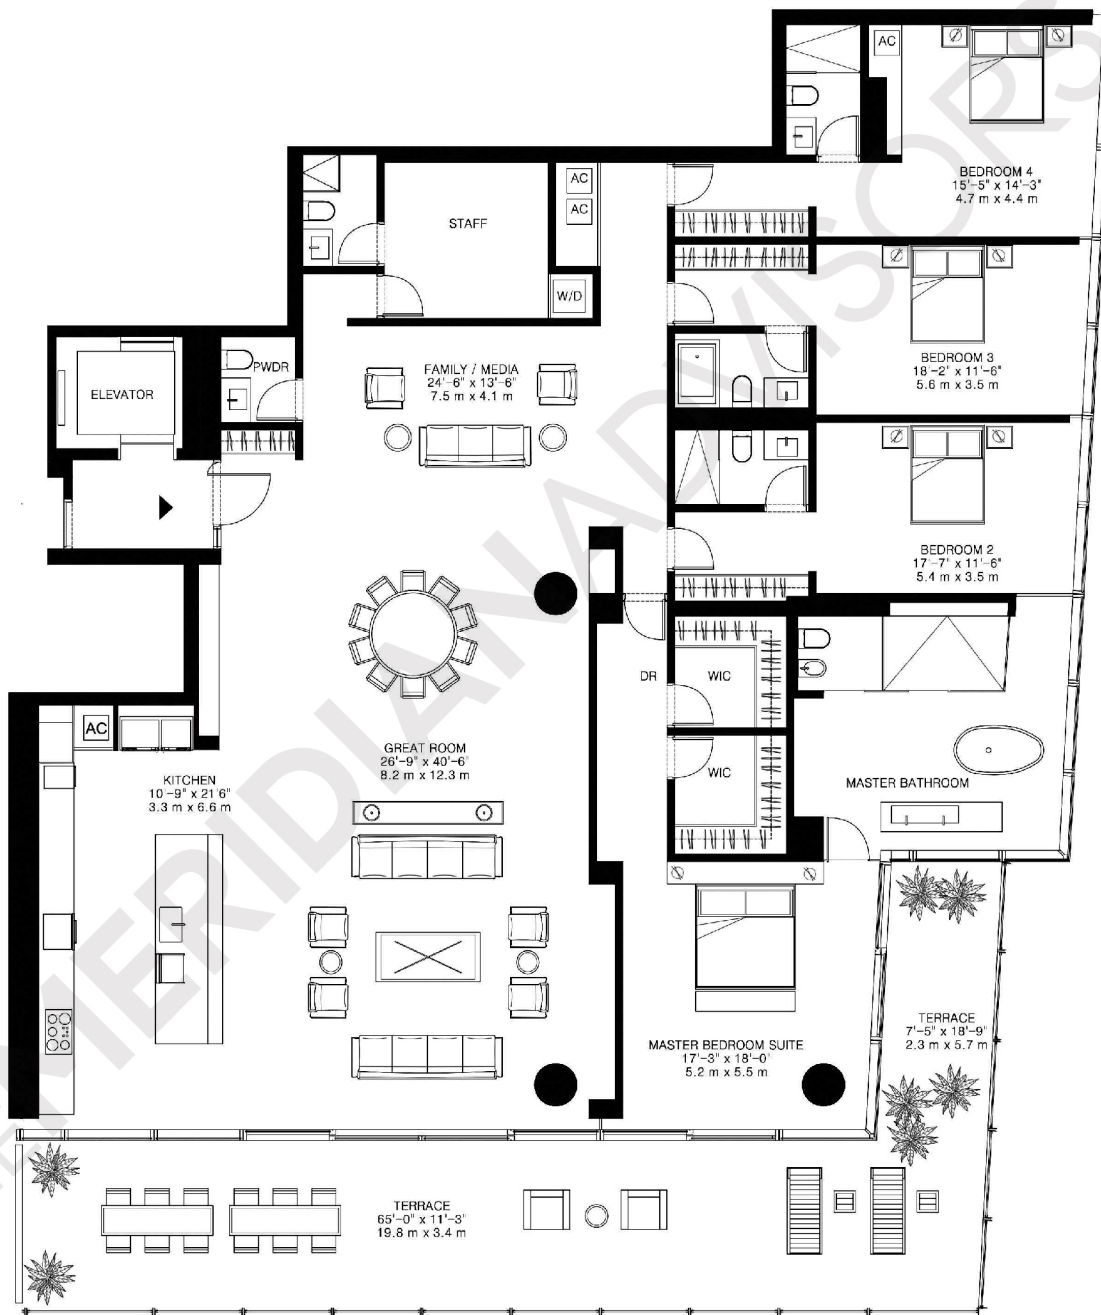 AC
BEDROOM 4
15'-5" x 14'-3"
4.7 m x 4.4 m
AC
AC
STAFF
W/D
ELEVATOR
PWDR
FAMILY / MEDIA
24'-6" x 13'-6"
7.5 m x 4.1 m
BEDROOM 3
18'-2" x 11'-6"
5.6 m x 3.5 m
BEDROOM 2
17'-7" x 11'-6"
5.4 m x 3.5 m
DR
WIC
WIC
AC
KITCHEN
10'-9" x 21'6"
3.3 m x 6.6 m
GREAT ROOM
26'-9" x 40'-6"
8.2 m x 12.3 m
MASTER BATHROOM
MASTER BEDROOM SUITE
17'-3" x 18'-0'
5.2 m x 5.5 m
TERRACE
7'-5" x 18'-9"
2.3 m x 5.7 m
TERRACE
65'-0" x 11'-3"
19.8 m x 3.4 m
MERIDIANADVISORS